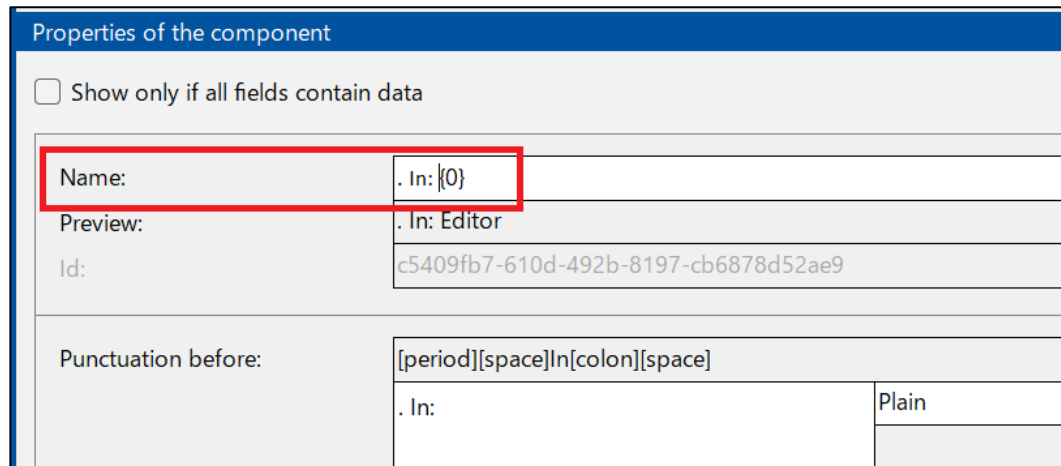 Properties of the component
Show only if all fields contain data
Name: . In: {0}
Preview: . In: Editor
Id: c5409fb7-610d-492b-8197-cb6878d52ae9
Punctuation before: [period][space]In[colon][space]
. In: Plain